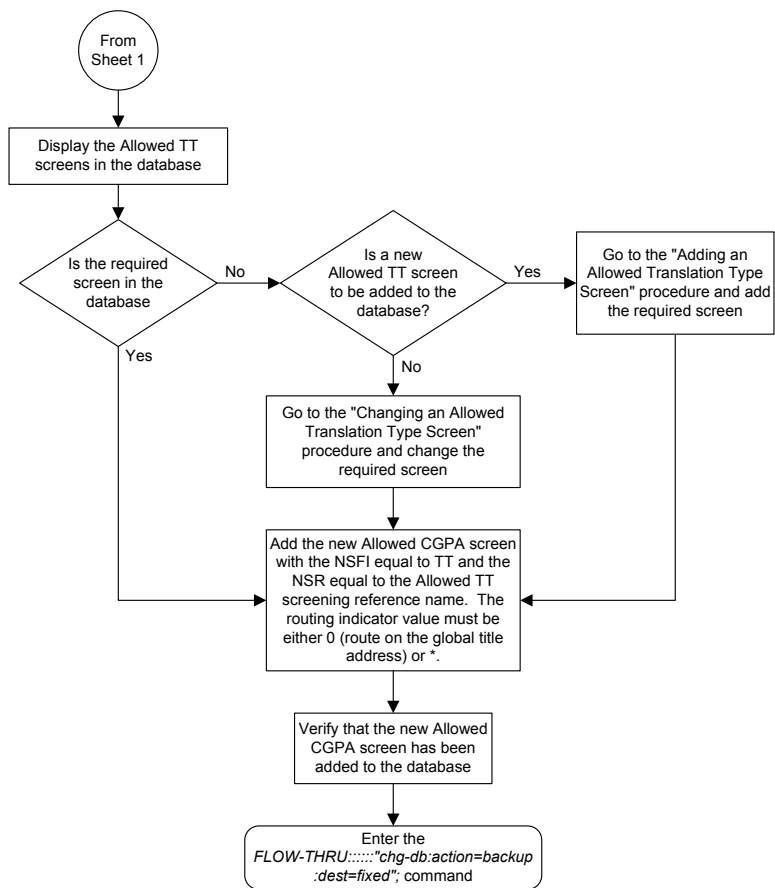 From
Sheet 1
Display the Allowed TT
screens in the database
Is the required
screen in the
database
No
Yes
Is a new
Allowed TT screen
to be added to the
database?
Yes
No
Go to the "Adding an
Allowed Translation Type
Screen" procedure and add
the required screen
Go to the "Changing an Allowed
Translation Type Screen"
procedure and change the
required screen
Add the new Allowed CGPA screen
with the NSFI equal to TT and the
NSR equal to the Allowed TT
screening reference name. The
routing indicator value must be
either 0 (route on the global title
address) or *.
Verify that the new Allowed
CGPA screen has been
added to the database
Enter the
FLOW-THRU::::::"chg-db:action=backup
:dest=fixed"; command